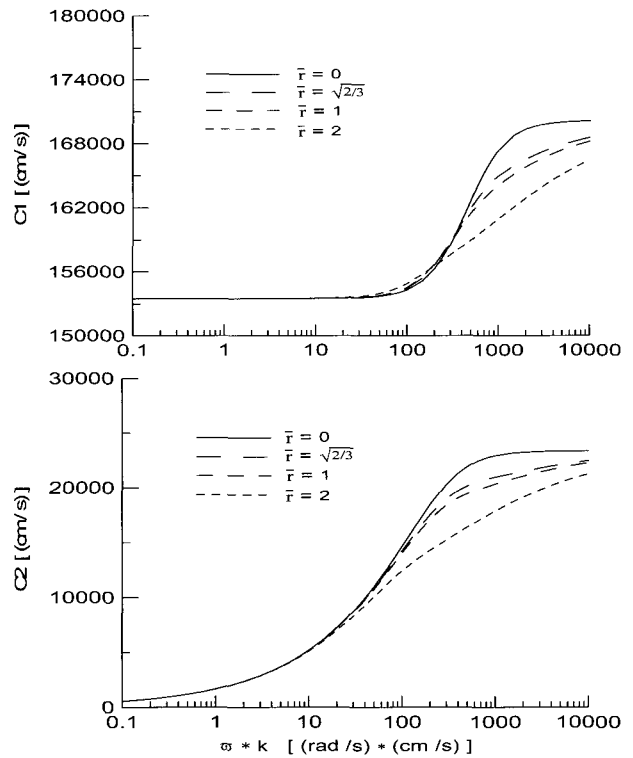 180000
174000
168000
162000
156000
150000
C1 [ (cm/s)]
r̄ = 0
r̄ = √2/3
r̄ = 1
r̄ = 2
0.1 1 10 100 1000 10000
30000
20000
10000
0
C2 [ (cm/s)]
r̄ = 0
r̄ = √2/3
r̄ = 1
r̄ = 2
0.1 1 10 100 1000 10000
ϖ * k [ (rad /s) * (cm /s) ]